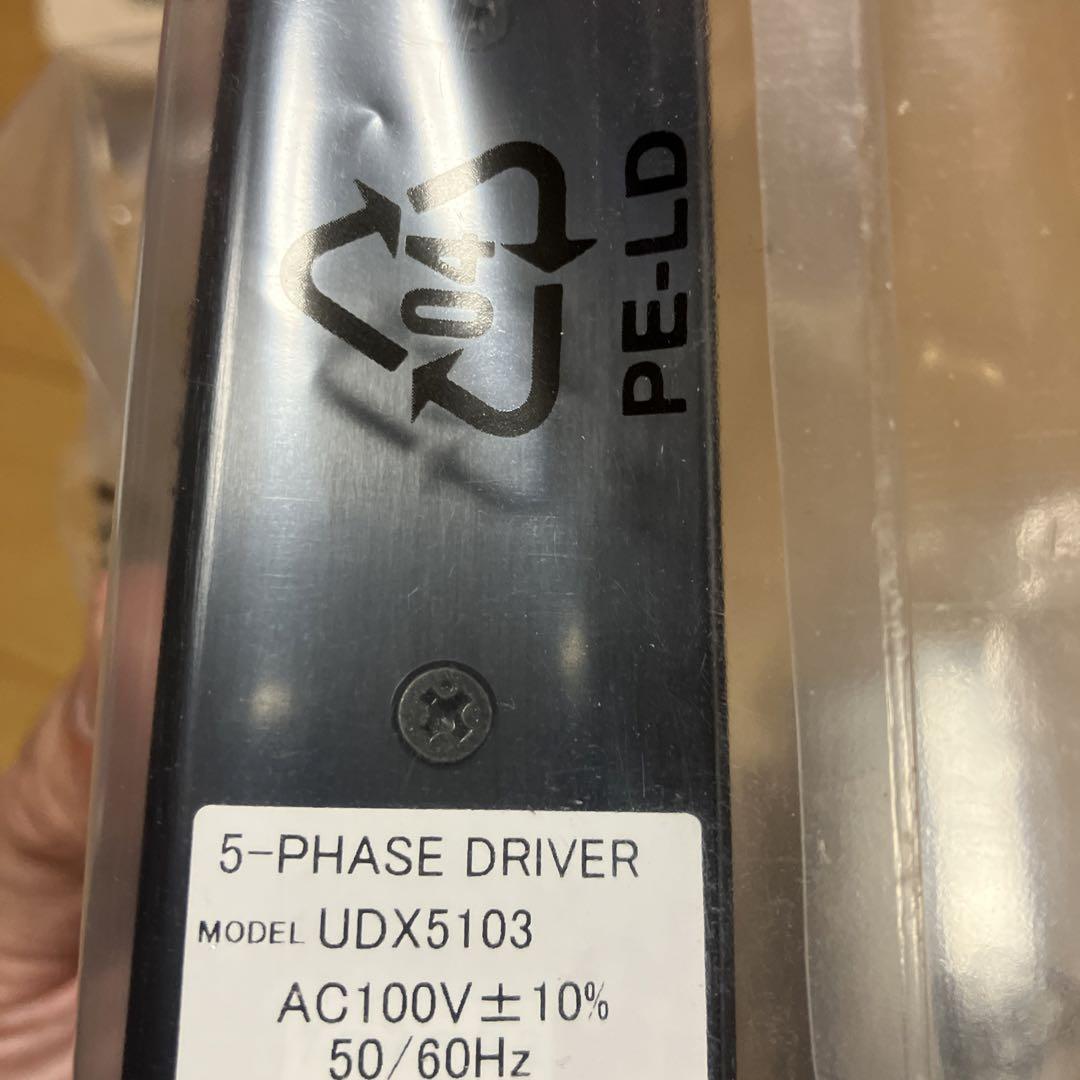 04
PE-LD
5-PHASE DRIVER
MODEL UDX5103
AC100V±10%
50/60Hz